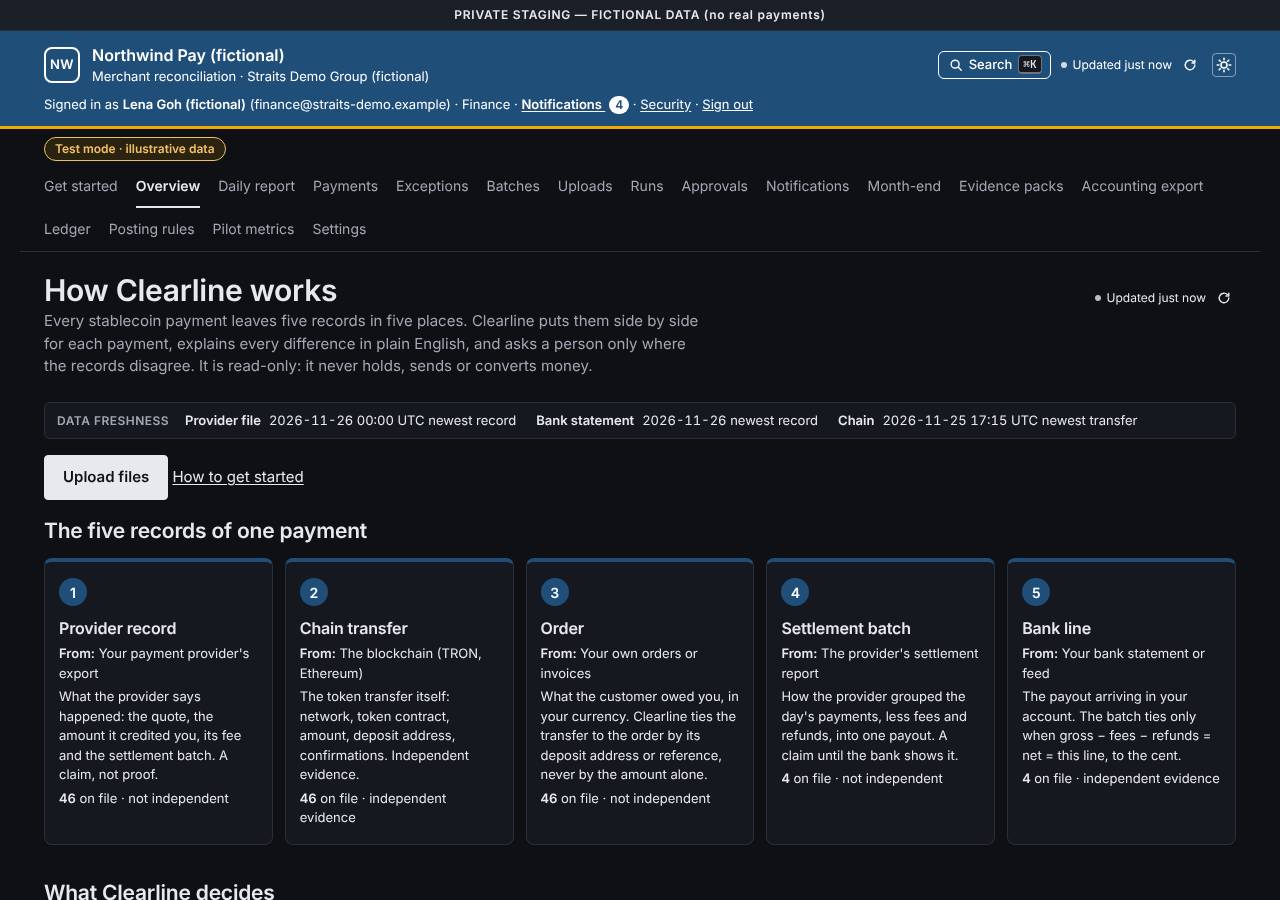 PRIVATE STAGING — FICTIONAL DATA (no real payments)
NW
Northwind Pay (fictional)
Merchant reconciliation · Straits Demo Group (fictional)
Search ⌘K
Updated just now
Signed in as Lena Goh (fictional) (finance@straits-demo.example) · Finance · Notifications 4 · Security · Sign out
Test mode · illustrative data
Get started Overview Daily report Payments Exceptions Batches Uploads Runs Approvals Notifications Month-end Evidence packs Accounting export
Ledger Posting rules Pilot metrics Settings
How Clearline works
Updated just now
Every stablecoin payment leaves five records in five places. Clearline puts them side by side
for each payment, explains every difference in plain English, and asks a person only where
the records disagree. It is read-only: it never holds, sends or converts money.
DATA FRESHNESS Provider file 2026-11-26 00:00 UTC newest record Bank statement 2026-11-26 newest record Chain 2026-11-25 17:15 UTC newest transfer
Upload files How to get started
The five records of one payment
1
Provider record
From: Your payment provider's
export
What the provider says
happened: the quote, the
amount it credited you, its fee
and the settlement batch. A
claim, not proof.
46 on file · not independent
2
Chain transfer
From: The blockchain (TRON,
Ethereum)
The token transfer itself:
network, token contract,
amount, deposit address,
confirmations. Independent
evidence.
46 on file · independent
evidence
3
Order
From: Your own orders or
invoices
What the customer owed you, in
your currency. Clearline ties the
transfer to the order by its
deposit address or reference,
never by the amount alone.
46 on file · not independent
4
Settlement batch
From: The provider's settlement
report
How the provider grouped the
day's payments, less fees and
refunds, into one payout. A
claim until the bank shows it.
4 on file · not independent
5
Bank line
From: Your bank statement or
feed
The payout arriving in your
account. The batch ties only
when gross − fees − refunds =
net = this line, to the cent.
4 on file · independent evidence
What Clearline decides